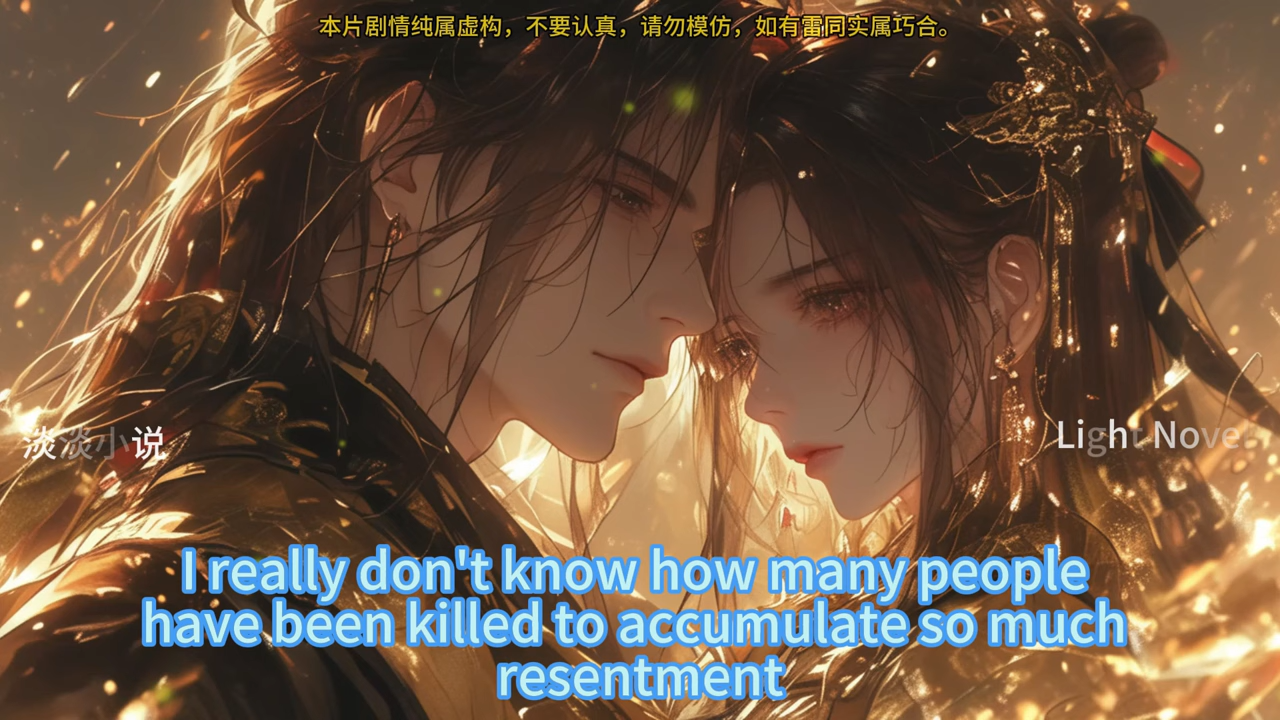 本片剧情纯属虚构，不要认真，请勿模仿，如有雷同实属巧合。
淡淡小说
Light Nove
I really don't know how many people
have been killed to accumulate so much
resentment